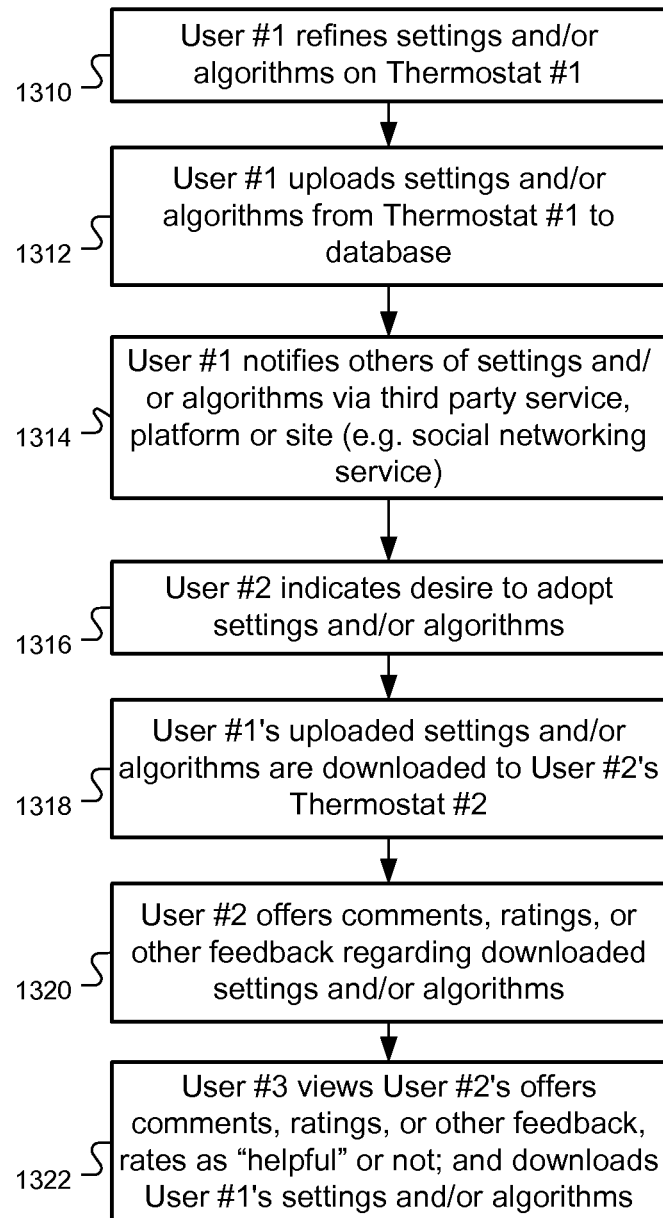 User #1 refines settings and/or
algorithms on Thermostat #1
1310
User #1 uploads settings and/or
algorithms from Thermostat #1 to
database
1312
User #1 notifies others of settings and/
or algorithms via third party service,
platform or site (e.g. social networking
service)
1314
User #2 indicates desire to adopt
settings and/or algorithms
1316
User #1's uploaded settings and/or
algorithms are downloaded to User #2's
Thermostat #2
1318
User #2 offers comments, ratings, or
other feedback regarding downloaded
settings and/or algorithms
1320
User #3 views User #2's offers
comments, ratings, or other feedback,
rates as “helpful” or not; and downloads
User #1's settings and/or algorithms
1322